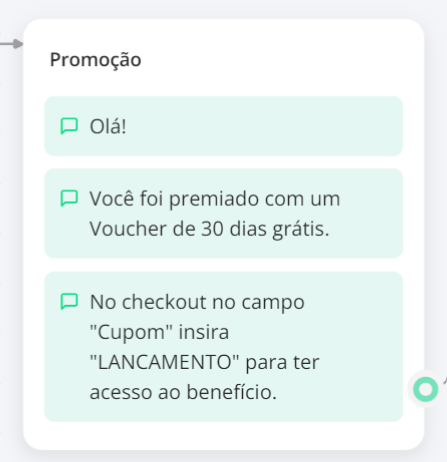 Promoção
Olá!
Você foi premiado com um
Voucher de 30 dias grátis.
No checkout no campo
"Cupom" insira
"LANCAMENTO" para ter
acesso ao benefício.